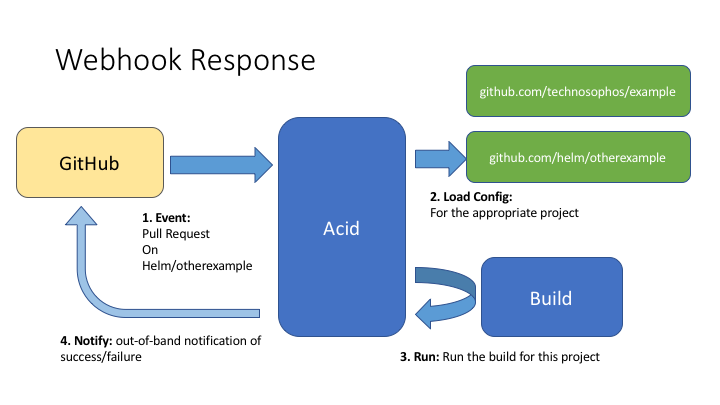 Webhook Response
github.com/technosophos/example
GitHub
github.com/helm/otherexample
1. Event:
Pull Request
On
Helm/otherexample
Acid
2. Load Config:
For the appropriate project
Build
3. Run: Run the build for this project
4. Notify: out-of-band notification of
success/failure